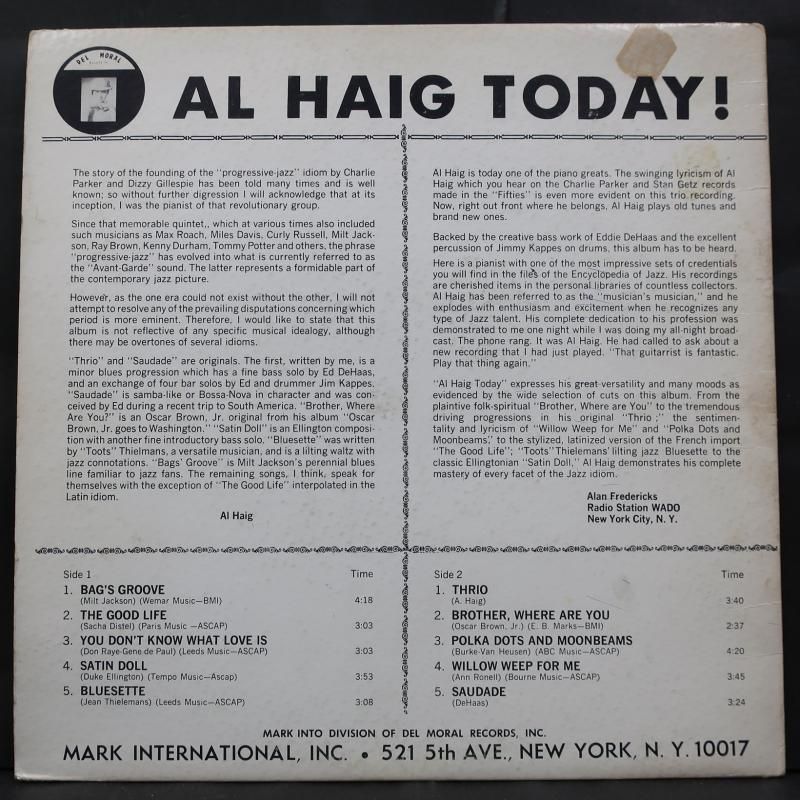 DEL MORAL
AL HAIG TODAY!
The story of the founding of the "progressive-jazz" idiom by Charlie
Parker and Dizzy Gillespie has been told many times and is well
known; so without further digression I will acknowledge that at its
inception, I was the pianist of that revolutionary group.
Since that memorable quintet,, which at various times also included
such musicians as Max Roach, Miles Davis, Curly Russell, Milt Jack-
son, Ray Brown, Kenny Durham, Tommy Potter and others, the phrase
"progressive-jazz" has evolved into what is currently referred to as
the "Avant-Garde" sound. The latter represents a formidable part of
the contemporary jazz picture.
However, as the one era could not exist without the other, I will not
attempt to resolve any of the prevailing disputations concerning which
period is more eminent. Therefore, I would like to state that this
album is not reflective of any specific musical idealogy, although
there may be overtones of several idioms.
"Thrio" and "Saudade" are originals. The first, written by me, is a
minor blues progression which has a fine bass solo by Ed DeHaas,
and an exchange of four bar solos by Ed and drummer Jim Kappes.
"Saudade" is samba-like or Bossa-Nova in character and was con-
ceived by Ed during a recent trip to South America. "Brother, Where
Are You?" is an Oscar Brown, Jr. original from his album "Oscar
Brown, Jr. goes to Washington." "Satin Doll" is an Ellington composi-
tion with another fine introductory bass solo. "Bluesette" was written
by "Toots" Thielmans, a versatile musician, and is a lilting waltz with
jazz connotations. "Bags' Groove" is Milt Jackson's perennial blues
line familiar to jazz fans. The remaining songs, I think, speak for
themselves with the exception of "The Good Life" interpolated in the
Latin idiom.
Al Haig
Al Haig is today one of the piano greats. The swinging lyricism of Al
Haig which you hear on the Charlie Parker and Stan Getz records
made in the "Fifties" is even more evident on this trio recording.
Now, right out front where he belongs, Al Haig plays old tunes and
brand new ones.
Backed by the creative bass work of Eddie DeHaas and the excellent
percussion of Jimmy Kappes on drums, this album has to be heard.
Here is a pianist with one of the most impressive sets of credentials
you will find in the files of the Encyclopedia of Jazz. His recordings
are cherished items in the personal libraries of countless collectors.
Al Haig has been referred to as the "musician's musician," and he
explodes with enthusiasm and excitement when he recognizes any
type of Jazz talent. His complete dedication to his profession was
demonstrated to me one night while I was doing my all-night broad-
cast. The phone rang. It was Al Haig. He had called to ask about a
new recording that I had just played. "That guitarrist is fantastic.
Play that thing again."
"Al Haig Today" expresses his great versatility and many moods as
evidenced by the wide selection of cuts on this album. From the
plaintive folk-spiritual "Brother, Where are You" to the tremendous
driving progressions in his original "Thrio;" the sentimen-
tality and lyricism of "Willow Weep for Me" and "Polka Dots and
Moonbeams," to the stylized, latinized version of the French import
"The Good Life"; "Toots" Thielemans' lilting jazz Bluesette to the
classic Ellingtonian "Satin Doll," Al Haig demonstrates his complete
mastery of every facet of the Jazz idiom.
Alan Fredericks
Radio Station WADO
New York City, N. Y.
Side 1 Time
1. BAG'S GROOVE
(Milt Jackson) (Wemar Music—BMI) 4:18
2. THE GOOD LIFE
(Sacha Distel) (Paris Music —ASCAP) 3:03
3. YOU DON'T KNOW WHAT LOVE IS
(Don Raye-Gene de Paul) (Leeds Music—ASCAP) 3:03
4. SATIN DOLL
(Duke Ellington) (Tempo Music—Ascap) 3:53
5. BLUESETTE
(Jean Thielemans) (Leeds Music—ASCAP) 3:08
Side 2 Time
1. THRIO
(A. Haig) 3:40
2. BROTHER, WHERE ARE YOU
(Oscar Brown, Jr.) (E. B. Marks—BMI) 2:37
3. POLKA DOTS AND MOONBEAMS
(Burke-Van Heusen) (ABC Music—ASCAP) 4:20
4. WILLOW WEEP FOR ME
(Ann Ronell) (Bourne Music—ASCAP) 3:45
5. SAUDADE
(DeHaas) 3:24
MARK INTO DIVISION OF DEL MORAL RECORDS, INC.
MARK INTERNATIONAL, INC. • 521 5th AVE., NEW YORK, N. Y. 10017